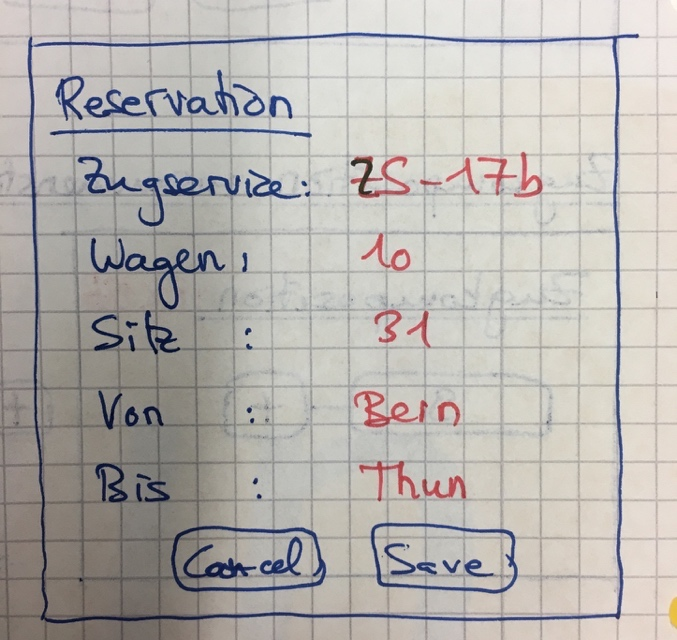 Reservation
Zugservice: ZS-17b
Wagen: 10
Sitz : 31
Von : Bern
Bis : Thun
Cancel Save